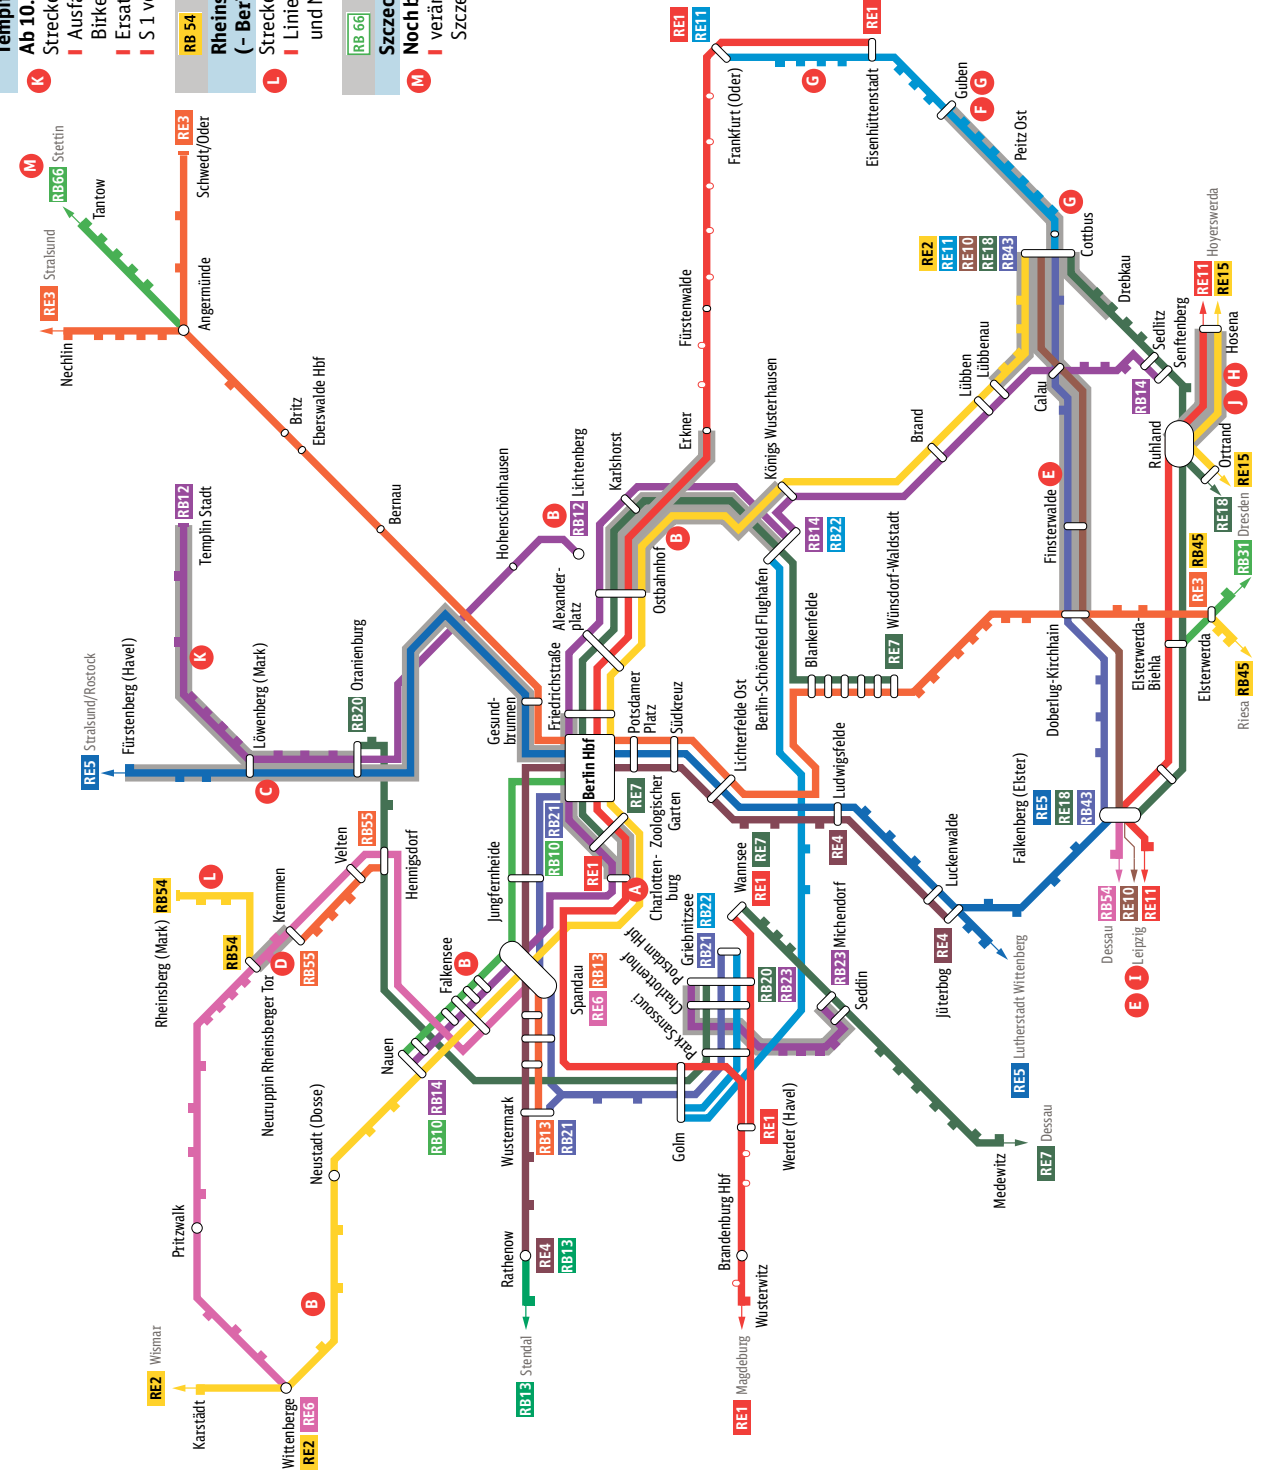 Templ
Ab 10.
Strecke
Ausfa
Birke
Ersat
S 1 v
K
RB 54
Rheins
(– Berl
Strecke
Linie
und N
L
RB 66
Szczec
Noch b
verän
Szcze
M
RE1
RE11
Frankfurt (Oder)
RE1
Eisenhüttenstadt
G
Guben
F G
Peitz Ost
G
Cottbus
RE2
RE11
RE10
RE18
RB43
Drebkau
Sedlitz
Senftenberg
RB14
RE11
RE15
Hoyerswerda
Hosena
J H
Ruhland
Ortrand
RE15
RE18
Dresden
RB31
RB45
RE3
Elsterwerda
Elsterwerda-
Biehla
RB45
Riesa
Finsterwalde
E
Calau
Doberlug-Kirchhain
Falkenberg (Elster)
RE5
RE18
RB43
RB54
RE10
RE11
Dessau
Leipzig
E I
M
RB66 Stettin
Tantow
RE3
Schwedt/Oder
RE3 Stralsund
Nechlin
Angermünde
Britz
Eberswalde Hbf
Bernau
Fürstenwalde
Erkner
Königs Wusterhausen
Brand
Lübben
Lübbenau
RB12
Templin Stadt
K
RE5 Stralsund/Rostock
Fürstenberg (Havel)
Löwenberg (Mark)
C
RB20 Oranienburg
Hohenschönhausen
B
RB12 Lichtenberg
Karlshorst
Ostbahnhof
B
Alexander-
platz
Friedrichstraße
Gesund-
brunnen
Berlin Hbf
Potsdamer
Platz
Südkreuz
RB14
RB22
Berlin-Schönefeld Flughafen
Blankenfelde
Wünsdorf-Waldstadt
RE7
Lichterfelde Ost
Ludwigsfelde
RE4
Luckenwalde
RE4
Jüterbog
RE5 Lutherstadt Wittenberg
RB54
L
Rheinsberg (Mark)
RB54
Kremmen
D
RB55
Velten
RB55
Hennigsdorf
Neuruppin Rheinsberger Tor
Pritzwalk
Neustadt (Dosse)
B
RE2 Wismar
Karstädt
Wittenberge
RE2
RE6
Falkensee
B
Nauen
RB10 RB14
Jungfernheide
RB10
RB21
RE1
A
Charlotten-
burg
Zoologischer
Garten
RE7
Spandau
RE6
RB13
Wustermark
RB13
RB21
Rathenow
RE4
RB13
RB13 Stendal
Wannsee
RE1
RE7
Griebnitzsee
RB21
RB22
Potsdam Hbf
Charlottenhof
Park Sanssouci
RB20
RB23
Golm
RB23 Michendorf
Seddin
RE1
Werder (Havel)
Brandenburg Hbf
Wusterwitz
RE1 Magdeburg
Medewitz
RE7 Dessau